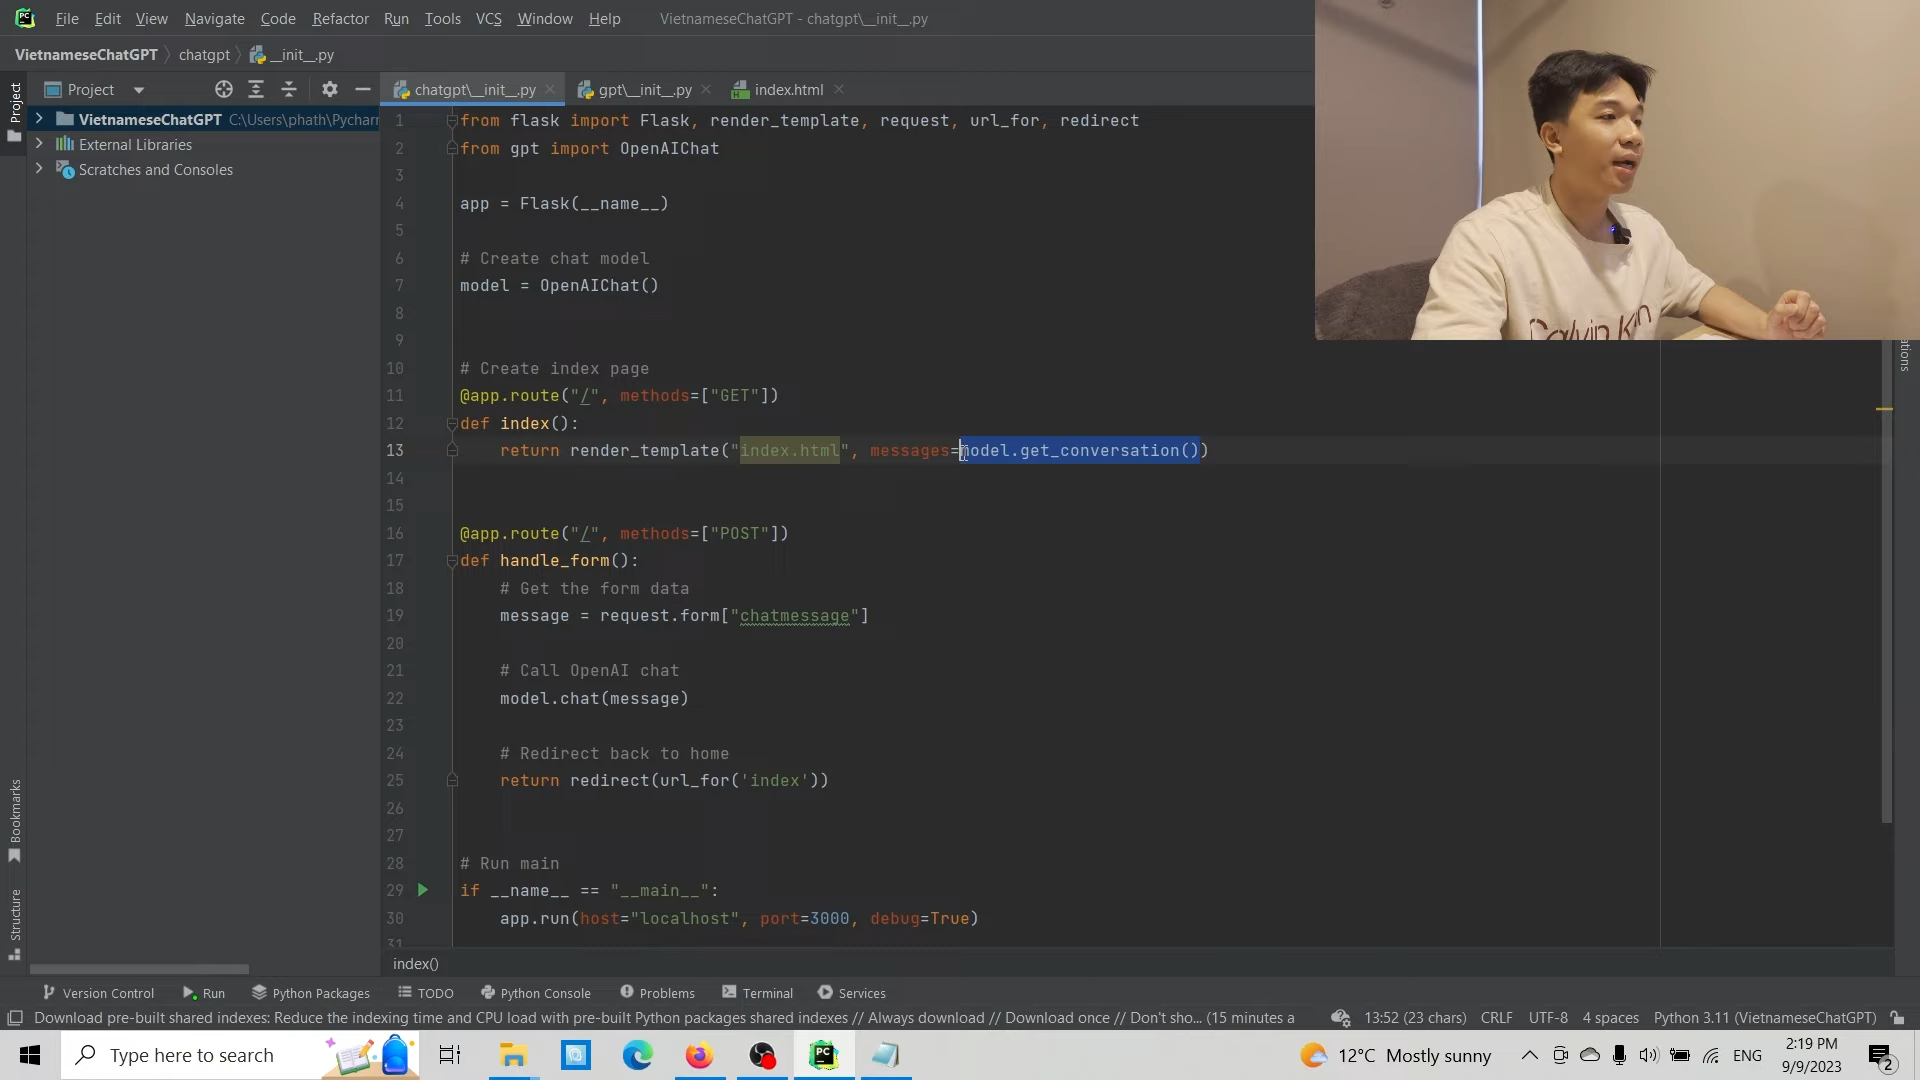 File Edit View Navigate Code Refactor Run Tools VCS Window Help VietnameseChatGPT - chatgpt\__init__.py
VietnameseChatGPT chatgpt __init__.py
Project chatgpt\__init__.py gpt\__init__.py index.html
Project
VietnameseChatGPT C:\Users\phath\Pycharm
External Libraries
Scratches and Consoles
1 from flask import Flask, render_template, request, url_for, redirect
2 from gpt import OpenAIChat
3
4 app = Flask(__name__)
5
6 # Create chat model
7 model = OpenAIChat()
8
9
10 # Create index page
11 @app.route("/", methods=["GET"])
12 def index():
13 return render_template("index.html", messages=model.get_conversation())
14
15
16 @app.route("/", methods=["POST"])
17 def handle_form():
18 # Get the form data
19 message = request.form["chatmessage"]
20
21 # Call OpenAI chat
22 model.chat(message)
23
24 # Redirect back to home
25 return redirect(url_for('index'))
26
27
28 # Run main
29 if __name__ == "__main__":
30 app.run(host="localhost", port=3000, debug=True)
31
index()
Bookmarks
Structure
ations
Calvin K
Version Control Run Python Packages TODO Python Console Problems Terminal Services
Download pre-built shared indexes: Reduce the indexing time and CPU load with pre-built Python packages shared indexes // Always download // Download once // Don't sho... (15 minutes a 13:52 (23 chars) CRLF UTF-8 4 spaces Python 3.11 (VietnameseChatGPT)
Type here to search 12°C Mostly sunny ENG 2:19 PM
9/9/2023 2